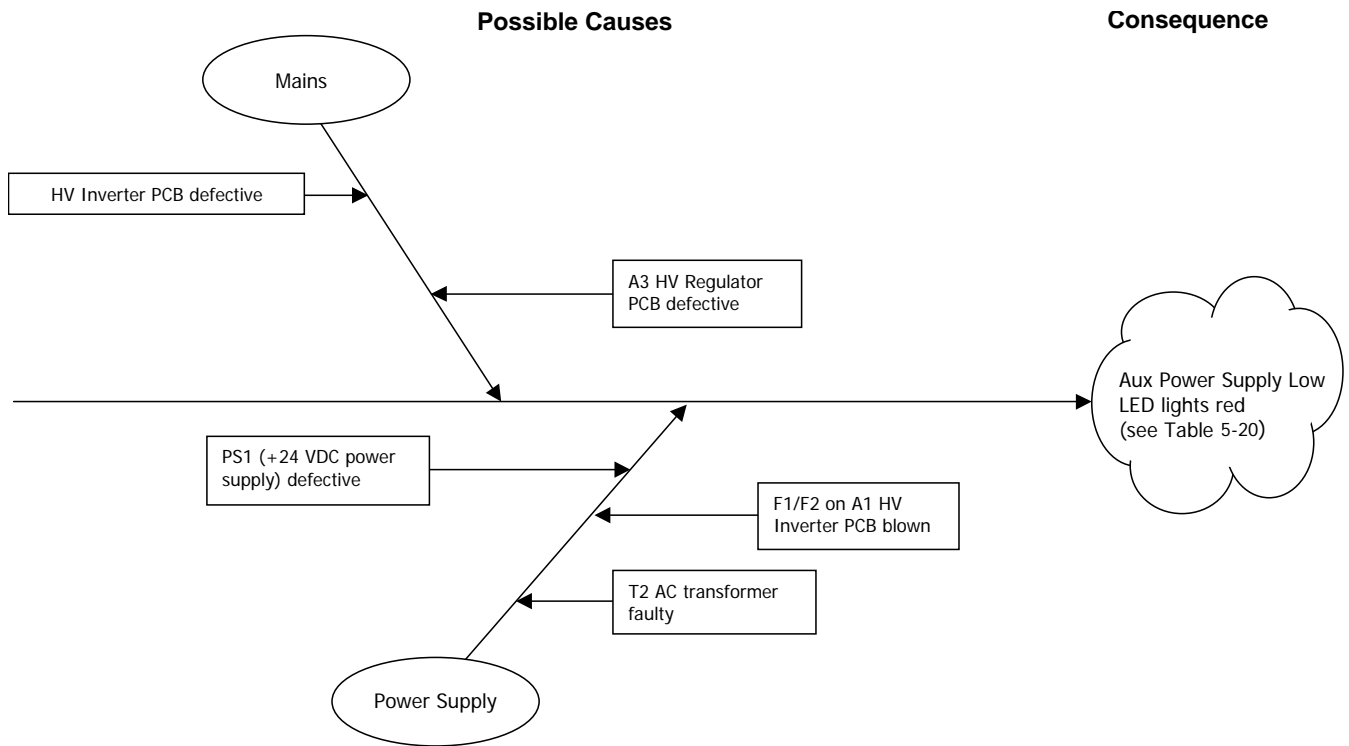 Possible Causes
Consequence
Mains
HV Inverter PCB defective
A3 HV Regulator
PCB defective
Aux Power Supply Low
LED lights red
(see Table 5-20)
PS1 (+24 VDC power
supply) defective
F1/F2 on A1 HV
Inverter PCB blown
T2 AC transformer
faulty
Power Supply